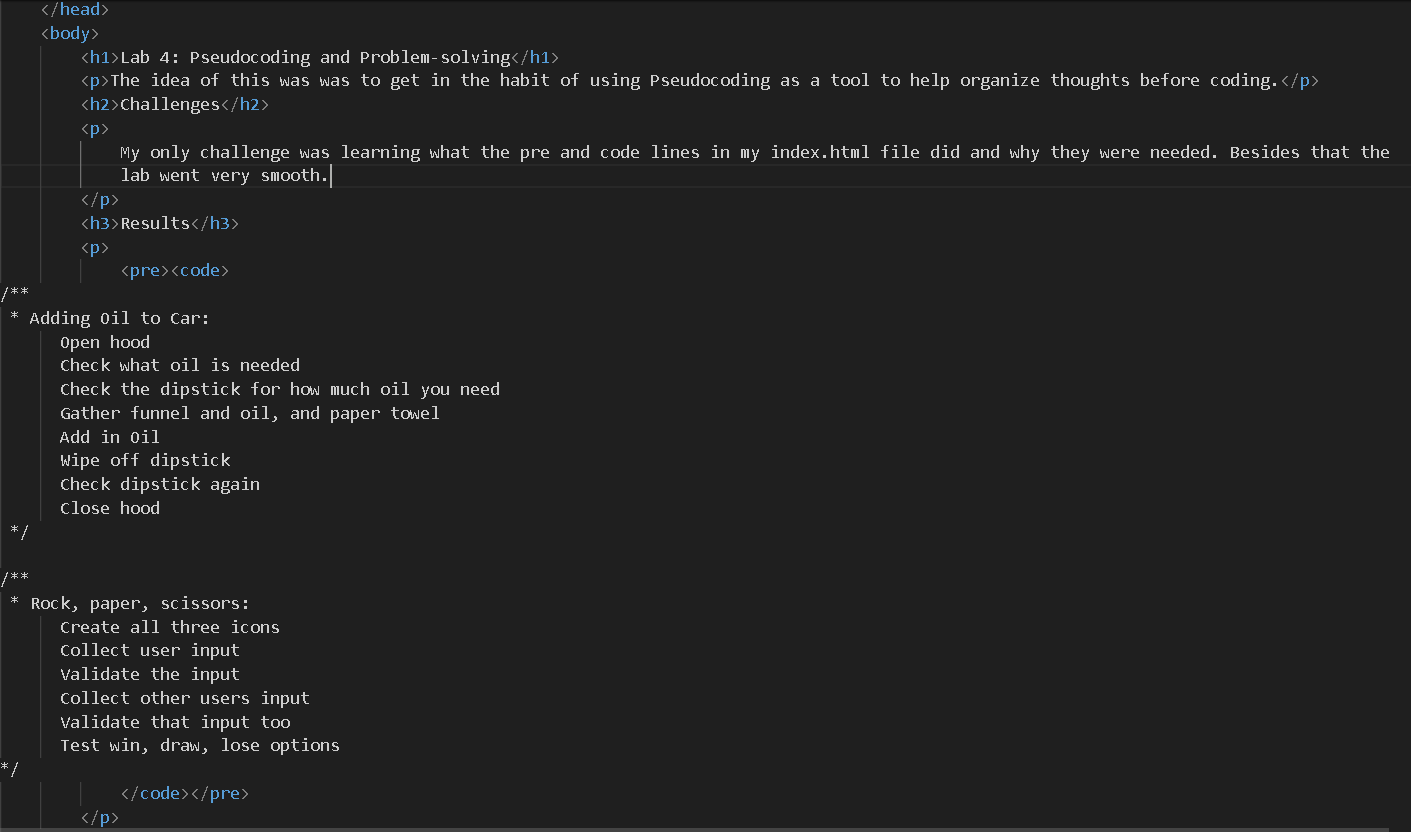 </head>
<body>
<h1>Lab 4: Pseudocoding and Problem-solving</h1>
<p>The idea of this was was to get in the habit of using Pseudocoding as a tool to help organize thoughts before coding.</p>
<h2>Challenges</h2>
<p>
My only challenge was learning what the pre and code lines in my index.html file did and why they were needed. Besides that the
lab went very smooth.
</p>
<h3>Results</h3>
<p>
<pre><code>
/**
* Adding Oil to Car:
Open hood
Check what oil is needed
Check the dipstick for how much oil you need
Gather funnel and oil, and paper towel
Add in Oil
Wipe off dipstick
Check dipstick again
Close hood
*/
/**
* Rock, paper, scissors:
Create all three icons
Collect user input
Validate the input
Collect other users input
Validate that input too
Test win, draw, lose options
*/
</code></pre>
</p>